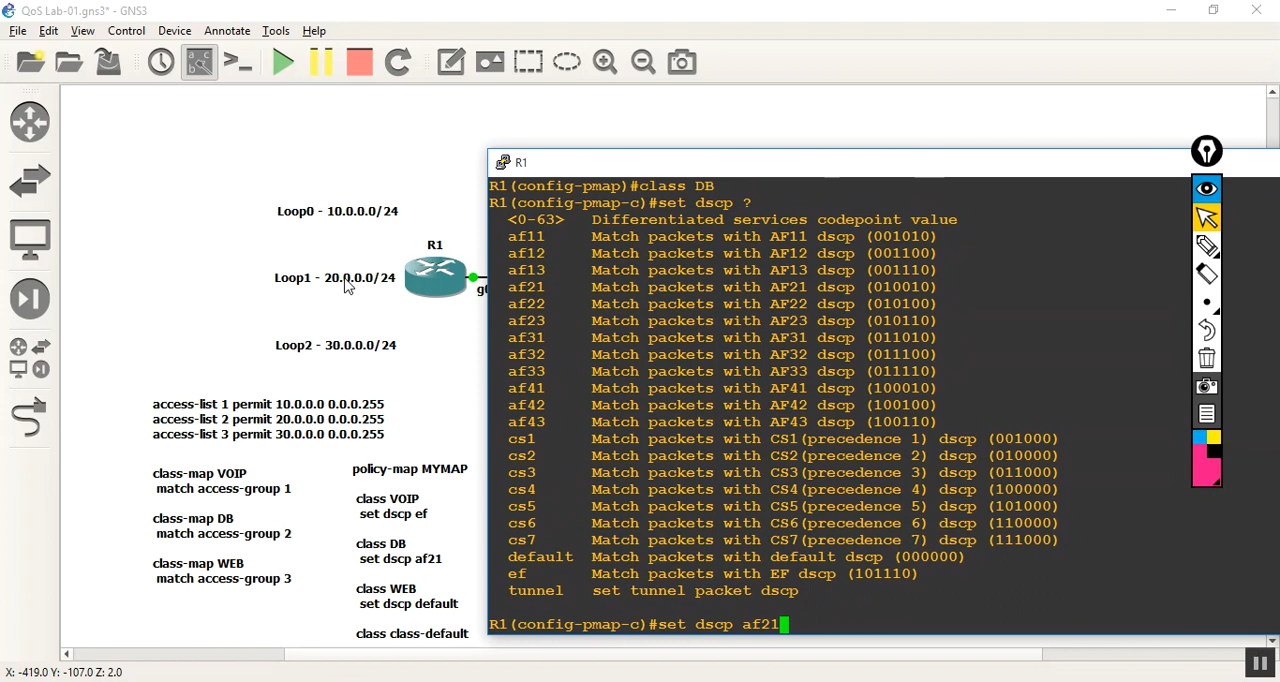 QoS Lab-01.gns3* - GNS3
File Edit View Control Device Annotate Tools Help
Loop0 - 10.0.0.0/24
R1
Loop1 - 20.0.0.0/24
Loop2 - 30.0.0.0/24
access-list 1 permit 10.0.0.0 0.0.0.255
access-list 2 permit 20.0.0.0 0.0.0.255
access-list 3 permit 30.0.0.0 0.0.0.255
class-map VOIP
match access-group 1
class-map DB
match access-group 2
class-map WEB
match access-group 3
policy-map MYMAP
class VOIP
set dscp ef
class DB
set dscp af21
class WEB
set dscp default
class class-default
R1
R1(config-pmap)#class DB
R1(config-pmap-c)#set dscp ?
<0-63> Differentiated services codepoint value
af11 Match packets with AF11 dscp (001010)
af12 Match packets with AF12 dscp (001100)
af13 Match packets with AF13 dscp (001110)
af21 Match packets with AF21 dscp (010010)
af22 Match packets with AF22 dscp (010100)
af23 Match packets with AF23 dscp (010110)
af31 Match packets with AF31 dscp (011010)
af32 Match packets with AF32 dscp (011100)
af33 Match packets with AF33 dscp (011110)
af41 Match packets with AF41 dscp (100010)
af42 Match packets with AF42 dscp (100100)
af43 Match packets with AF43 dscp (100110)
cs1 Match packets with CS1(precedence 1) dscp (001000)
cs2 Match packets with CS2(precedence 2) dscp (010000)
cs3 Match packets with CS3(precedence 3) dscp (011000)
cs4 Match packets with CS4(precedence 4) dscp (100000)
cs5 Match packets with CS5(precedence 5) dscp (101000)
cs6 Match packets with CS6(precedence 6) dscp (110000)
cs7 Match packets with CS7(precedence 7) dscp (111000)
default Match packets with default dscp (000000)
ef Match packets with EF dscp (101110)
tunnel set tunnel packet dscp
R1(config-pmap-c)#set dscp af21
X: -419.0 Y: -107.0 Z: 2.0